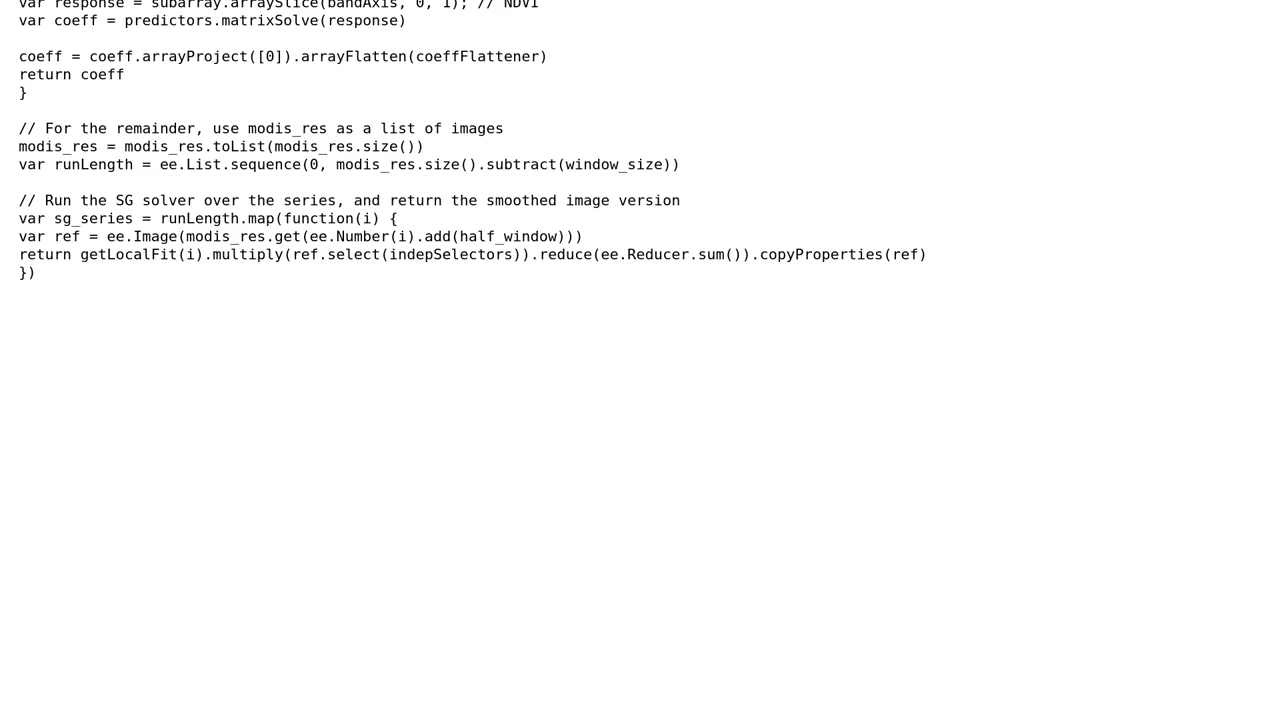 var response = subarray.arraySlice(bandAxis, 0, 1); // NDVI
var coeff = predictors.matrixSolve(response)
coeff = coeff.arrayProject([0]).arrayFlatten(coeffFlattener)
return coeff
}
// For the remainder, use modis_res as a list of images
modis_res = modis_res.toList(modis_res.size())
var runLength = ee.List.sequence(0, modis_res.size().subtract(window_size))
// Run the SG solver over the series, and return the smoothed image version
var sg_series = runLength.map(function(i) {
var ref = ee.Image(modis_res.get(ee.Number(i).add(half_window)))
return getLocalFit(i).multiply(ref.select(indepSelectors)).reduce(ee.Reducer.sum()).copyProperties(ref)
})